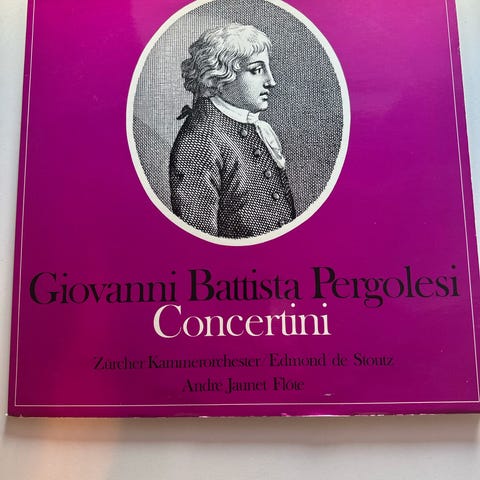 Giovanni Battista Pergolesi
Concertini
Zürcher Kammerorchester/Edmond de Stoutz
André Jaunet Flöte